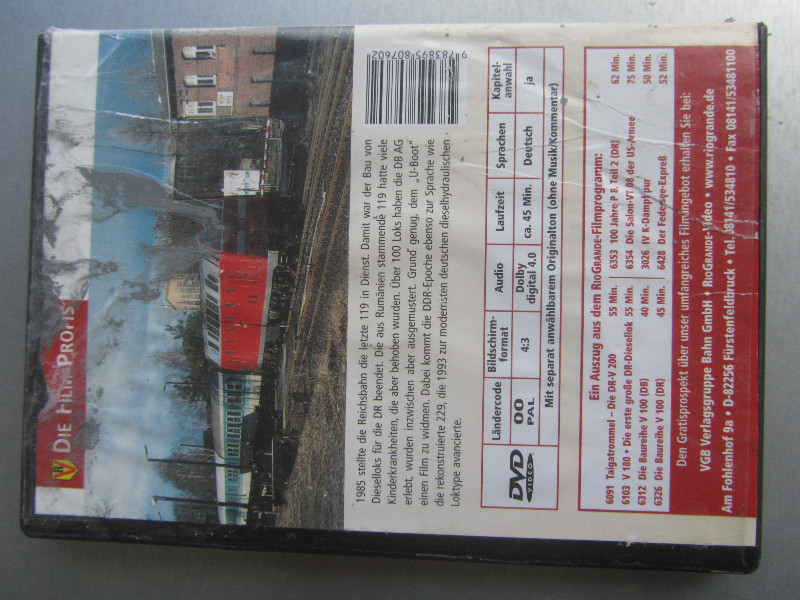 DIE FILM PROFIS
1985 stellte die Reichsbahn die letzte 119 in Dienst. Damit war der Bau von
Dieselloks für die DR beendet. Die aus Rumänien stammende 119 hatte viele
Kinderkrankheiten, die aber behoben wurden. Über 100 Loks haben die DB AG
erlebt, wurden inzwischen aber ausgemustert. Grund genug, dem „U-Boot“
einen Film zu widmen. Dabei kommt die DDR-Epoche ebenso zur Sprache wie
die rekonstruierte 229, die 1993 zur modernsten deutschen dieselhydraulischen
Loktype avancierte.
9 783895 807602
Ländercode Bildschirm-format Audio Laufzeit Sprachen Kapitel-anwahl
DVD VIDEO 00 PAL 4:3 Dolby digital 4.0 ca. 45 Min. Deutsch ja
Mit separat anwählbarem Originalton (ohne Musik/Kommentar)
Ein Auszug aus dem RIOGRANDE-Filmprogramm:
6091 Taigatrommel – Die DR-V 200 55 Min.
6103 V 180 • Die erste große DR-Diesellok 55 Min.
6312 Die Baureihe V 100 (DB) 40 Min.
6326 Die Baureihe V 100 (DR) 45 Min.
6353 100 Jahre P 8, Teil 2 (DR) 62 Min.
6354 Die Salon-VT 08 der US-Armee 75 Min.
3026 IV K-Dampf pur 50 Min.
6428 Der Federsee-Expreß 52 Min.
Den Gratisprospekt über unser umfangreiches Filmangebot erhalten Sie bei:
VGB Verlagsgruppe Bahn GmbH • RIOGRANDE-Video • www.riogrande.de
Am Fohlenhof 9a • D-82256 Fürstenfeldbruck • Tel. 08141/534810 • Fax 08141/53481100